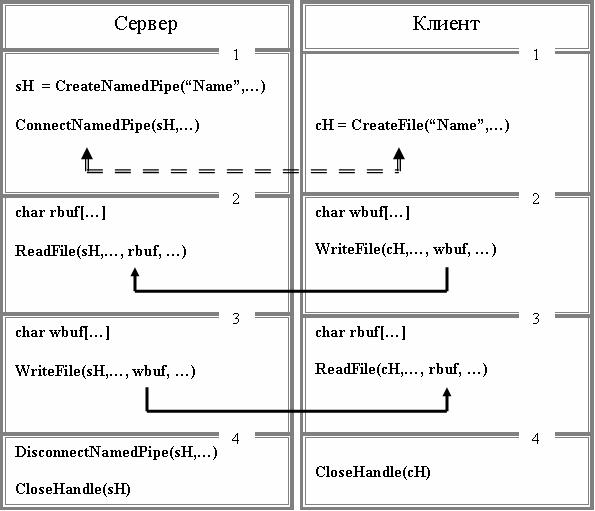 Сервер
1
sH = CreateNamedPipe(“Name”,…)
ConnectNamedPipe(sH,…)
2
char rbuf[…]
ReadFile(sH,…, rbuf, …)
3
char wbuf[…]
WriteFile(sH,…, wbuf, …)
4
DisconnectNamedPipe(sH,…)
CloseHandle(sH)
Клиент
1
cH = CreateFile(“Name”,…)
2
char wbuf[…]
WriteFile(cH,…, wbuf, …)
3
char rbuf[…]
ReadFile(cH,…, rbuf, …)
4
CloseHandle(cH)